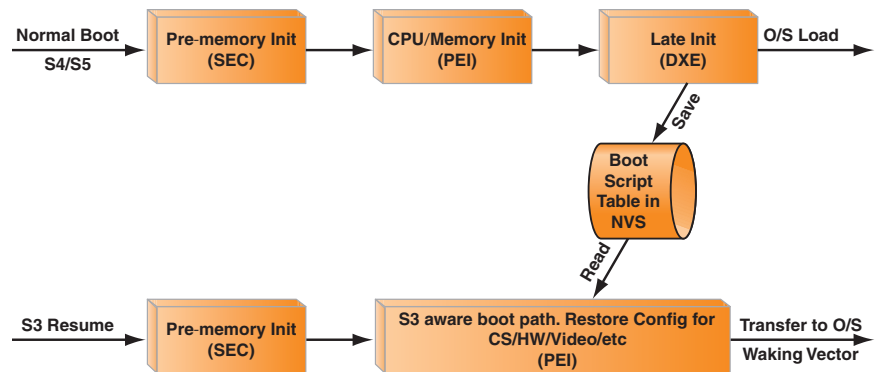 Normal Boot
S4/S5
Pre-memory Init
(SEC)
CPU/Memory Init
(PEI)
Late Init
(DXE)
O/S Load
Save
Boot
Script
Table in
NVS
Read
S3 Resume
Pre-memory Init
(SEC)
S3 aware boot path. Restore Config for
CS/HW/Video/etc
(PEI)
Transfer to O/S
Waking Vector